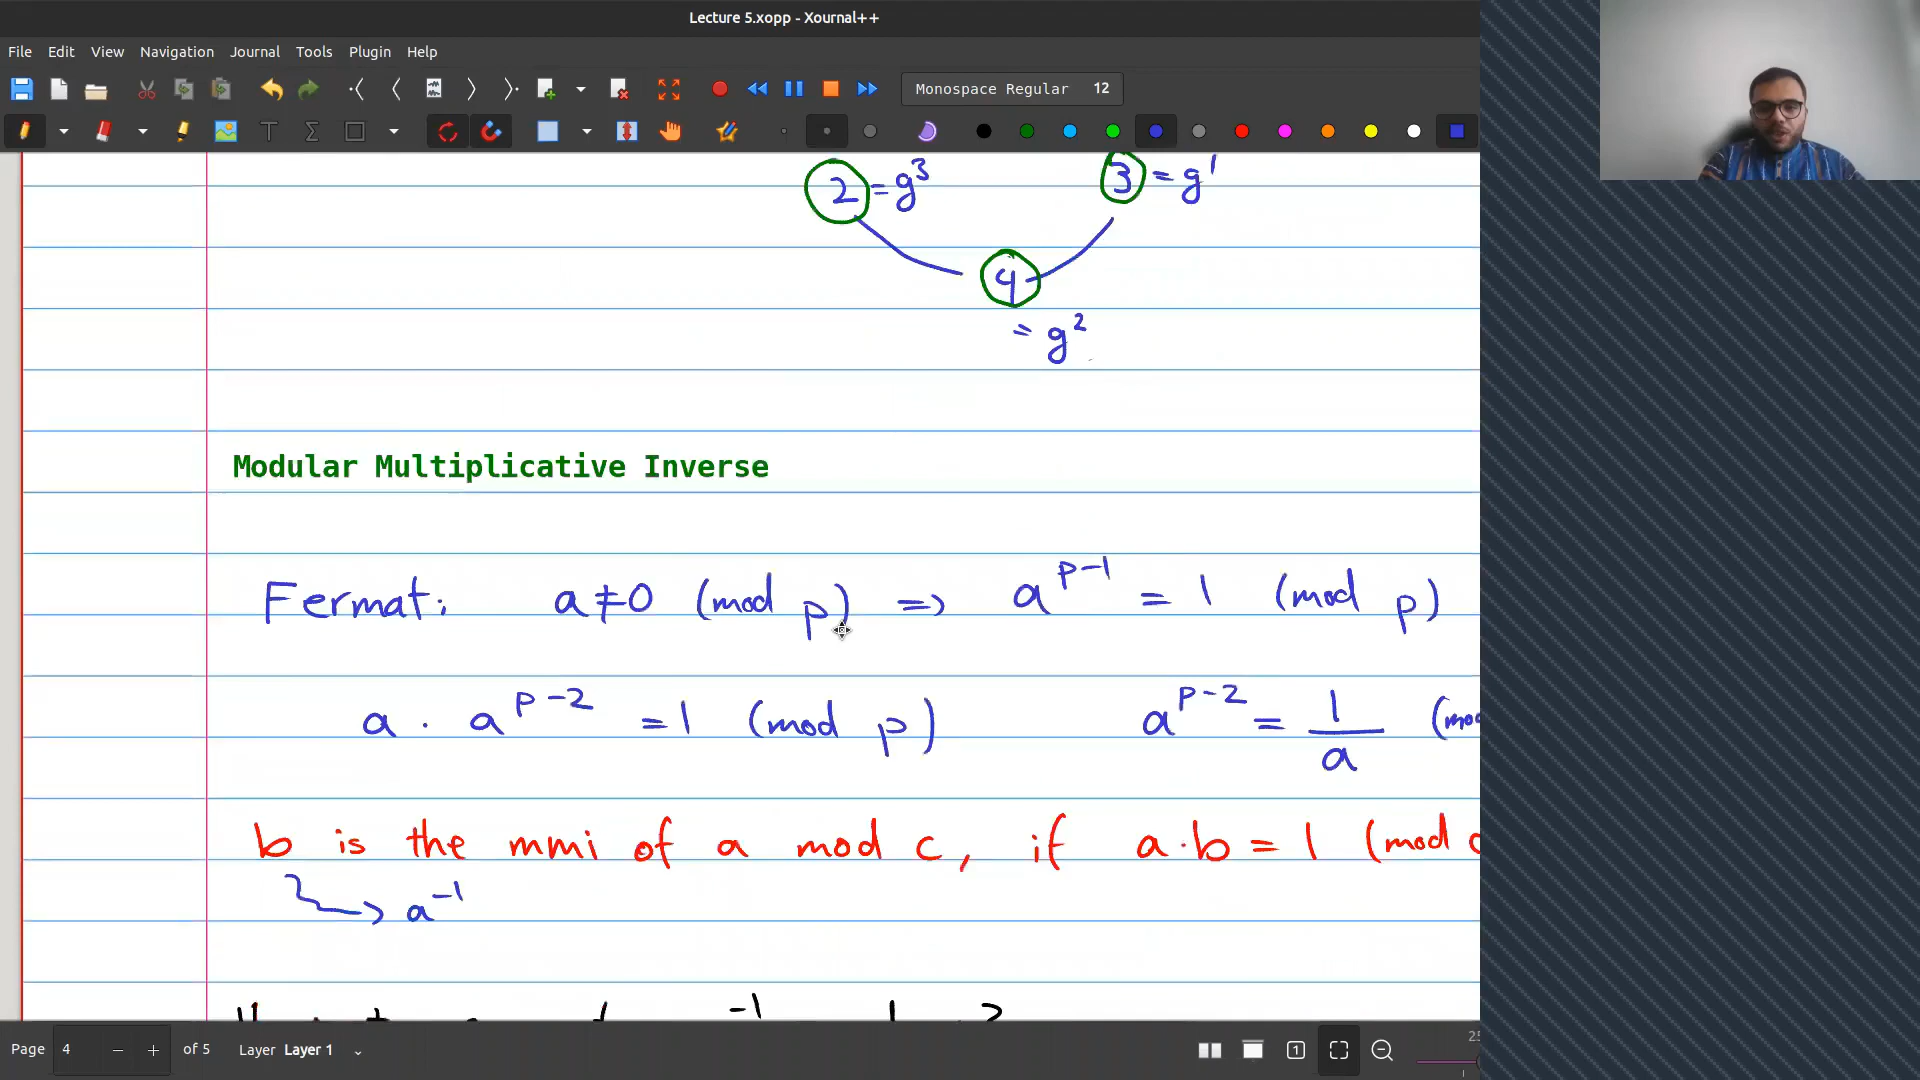 Lecture 5.xopp - Xournal++
File Edit View Navigation Journal Tools Plugin Help
Monospace Regular 12
2 = g³ 3 = g¹
4
= g²
Modular Multiplicative Inverse
Fermat: a ≠ 0 (mod p) => a^{p-1} = 1 (mod p)
a · a^{p-2} = 1 (mod p) a^{p-2} = 1/a (mod
b is the mmi of a mod c, if a·b = 1 (mod c
a^{-1}
Page 4 of 5 Layer Layer 1 1